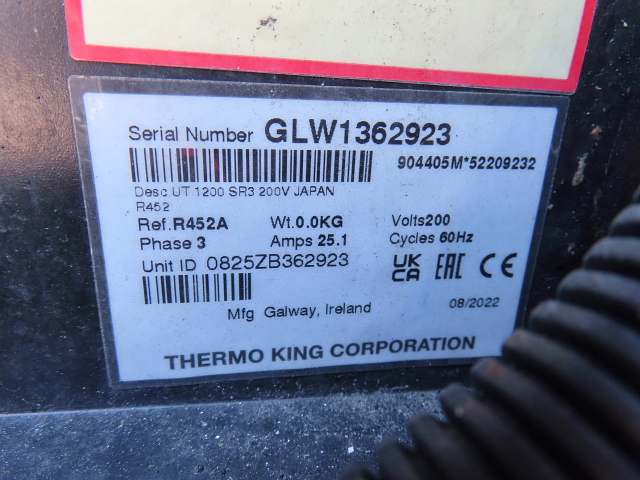 Serial Number GLW1362923
904405M*52209232
Desc UT 1200 SR3 200V JAPAN
R452
Ref.R452A Wt.0.0KG Volts200
Phase 3 Amps 25.1 Cycles 60Hz
Unit ID 0825ZB362923
UK CA EAC CE
Mfg Galway, Ireland 08/2022
THERMO KING CORPORATION